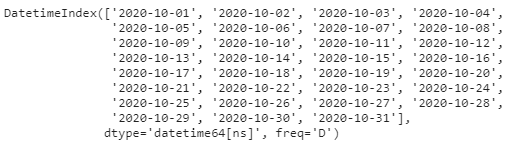 DatetimeIndex(['2020-10-01', '2020-10-02', '2020-10-03', '2020-10-04',
'2020-10-05', '2020-10-06', '2020-10-07', '2020-10-08',
'2020-10-09', '2020-10-10', '2020-10-11', '2020-10-12',
'2020-10-13', '2020-10-14', '2020-10-15', '2020-10-16',
'2020-10-17', '2020-10-18', '2020-10-19', '2020-10-20',
'2020-10-21', '2020-10-22', '2020-10-23', '2020-10-24',
'2020-10-25', '2020-10-26', '2020-10-27', '2020-10-28',
'2020-10-29', '2020-10-30', '2020-10-31'],
dtype='datetime64[ns]', freq='D')